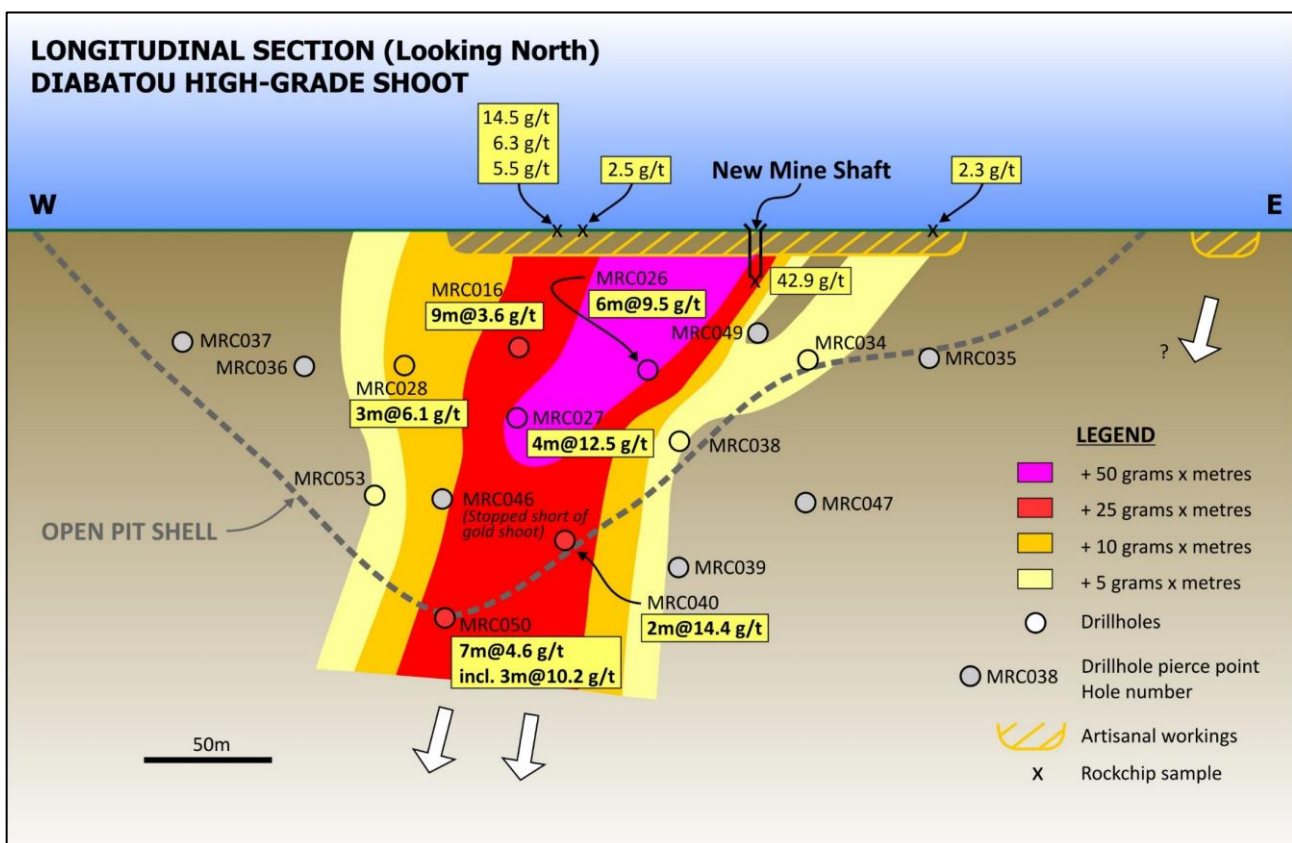 LONGITUDINAL SECTION (Looking North)
DIABATOU HIGH-GRADE SHOOT
14.5 g/t
6.3 g/t
5.5 g/t
2.5 g/t
New Mine Shaft
2.3 g/t
W
E
42.9 g/t
MRC026
6m@9.5 g/t
MRC016
9m@3.6 g/t
MRC049
MRC034
MRC037
MRC036
MRC035
?
MRC028
3m@6.1 g/t
MRC027
4m@12.5 g/t
MRC038
MRC053
MRC046
(Stopped short of
gold shoot)
MRC047
OPEN PIT SHELL
MRC039
MRC040
2m@14.4 g/t
MRC050
7m@4.6 g/t
incl. 3m@10.2 g/t
50m
LEGEND
+ 50 grams x metres
+ 25 grams x metres
+ 10 grams x metres
+ 5 grams x metres
Drillholes
MRC038
Drillhole pierce point
Hole number
Artisanal workings
x
Rockchip sample